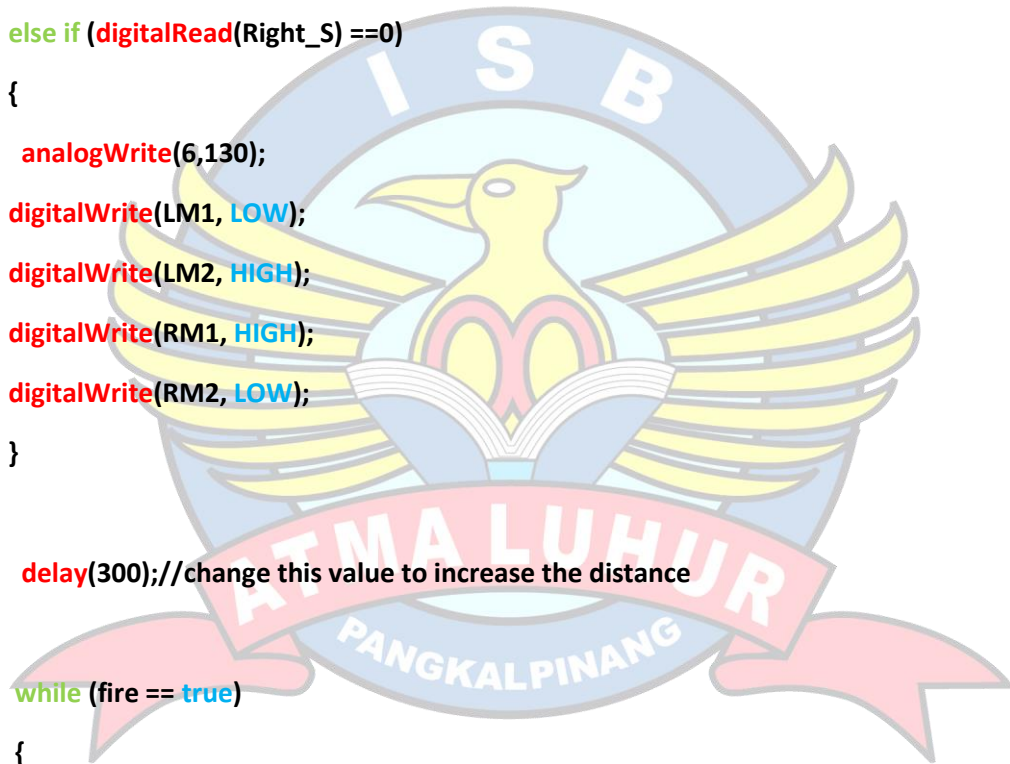 else if (digitalRead(Right_S) ==0)
{
analogWrite(6,130);
digitalWrite(LM1, LOW);
digitalWrite(LM2, HIGH);
digitalWrite(RM1, HIGH);
digitalWrite(RM2, LOW);
}
delay(300);//change this value to increase the distance
while (fire == true)
{
I S B
ATMA LUHUR
PANGKALPINANG